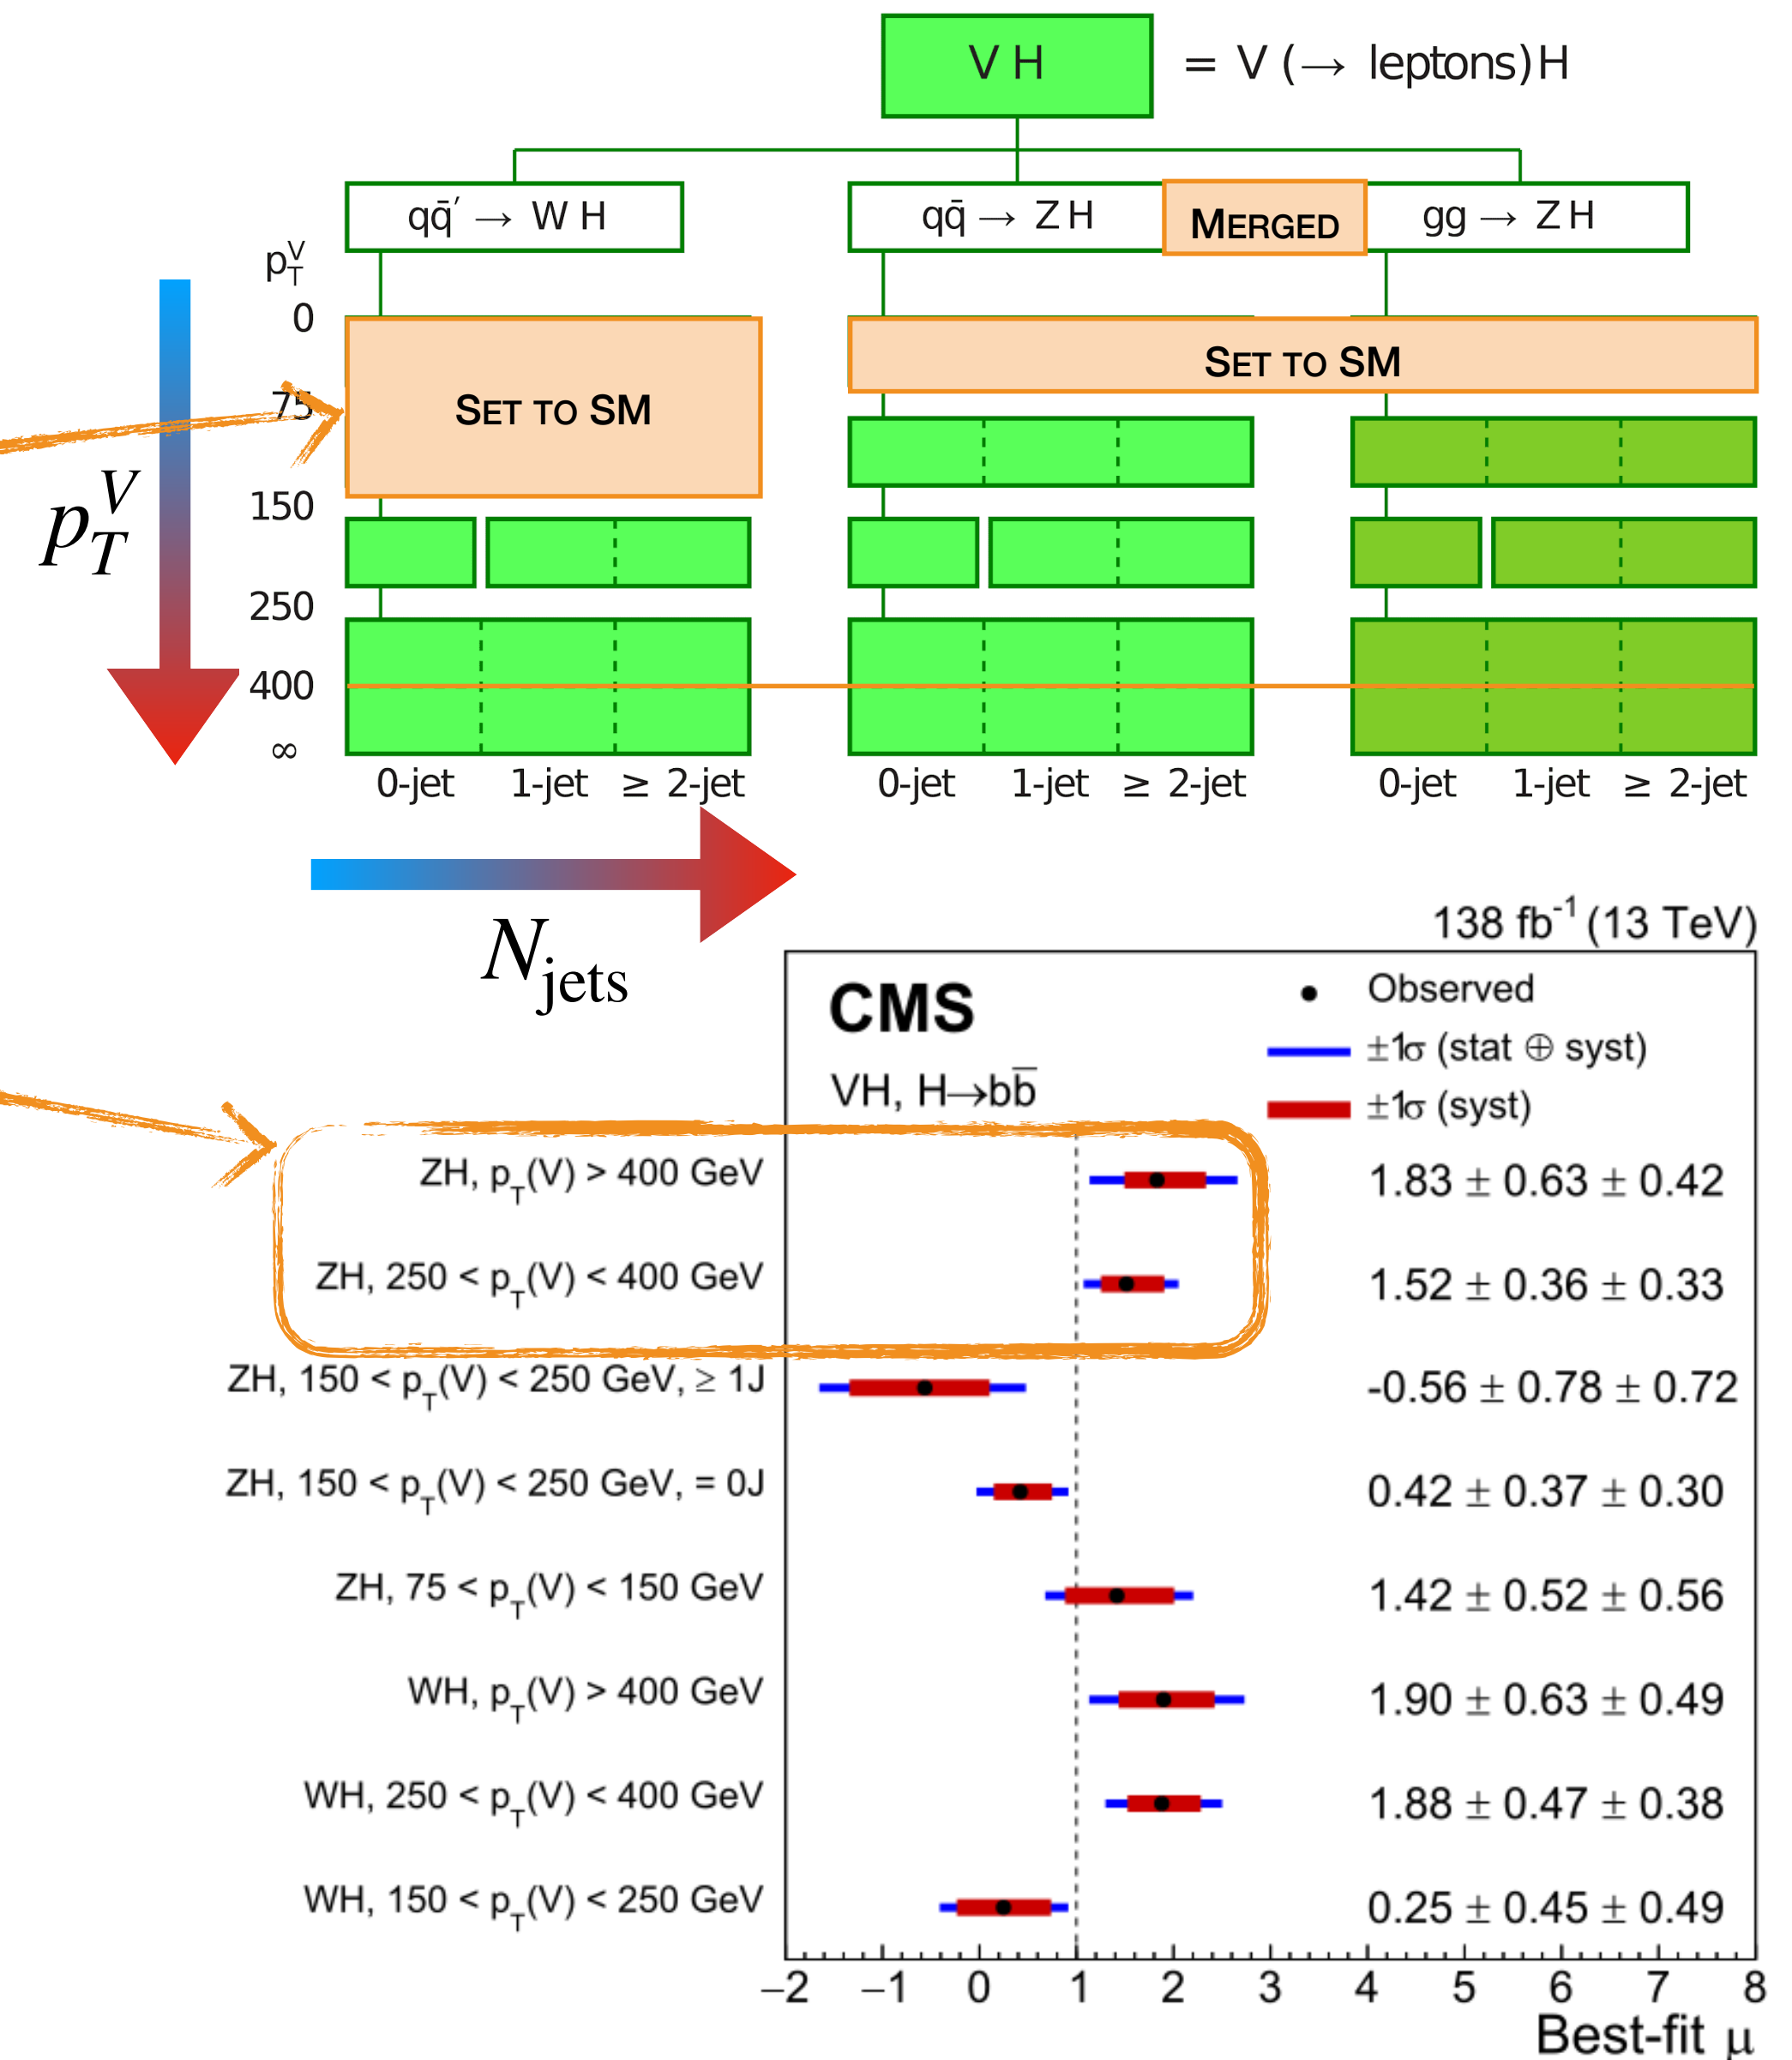 V H = V (→ leptons) H
qq̄′ → W H
qq̄ → Z H
MERGED
gg → Z H
p_T^V
0
SET TO SM
SET TO SM
75
p_T^V
150
250
400
∞
0-jet 1-jet ≥ 2-jet
0-jet 1-jet ≥ 2-jet
0-jet 1-jet ≥ 2-jet
N_jets
138 fb⁻¹ (13 TeV)
CMS
VH, H→bb̄
Observed
±1σ (stat ⊕ syst)
±1σ (syst)
ZH, p_T(V) > 400 GeV 1.83 ± 0.63 ± 0.42
ZH, 250 < p_T(V) < 400 GeV 1.52 ± 0.36 ± 0.33
ZH, 150 < p_T(V) < 250 GeV, ≥ 1J -0.56 ± 0.78 ± 0.72
ZH, 150 < p_T(V) < 250 GeV, = 0J 0.42 ± 0.37 ± 0.30
ZH, 75 < p_T(V) < 150 GeV 1.42 ± 0.52 ± 0.56
WH, p_T(V) > 400 GeV 1.90 ± 0.63 ± 0.49
WH, 250 < p_T(V) < 400 GeV 1.88 ± 0.47 ± 0.38
WH, 150 < p_T(V) < 250 GeV 0.25 ± 0.45 ± 0.49
−2 −1 0 1 2 3 4 5 6 7 8
Best-fit μ